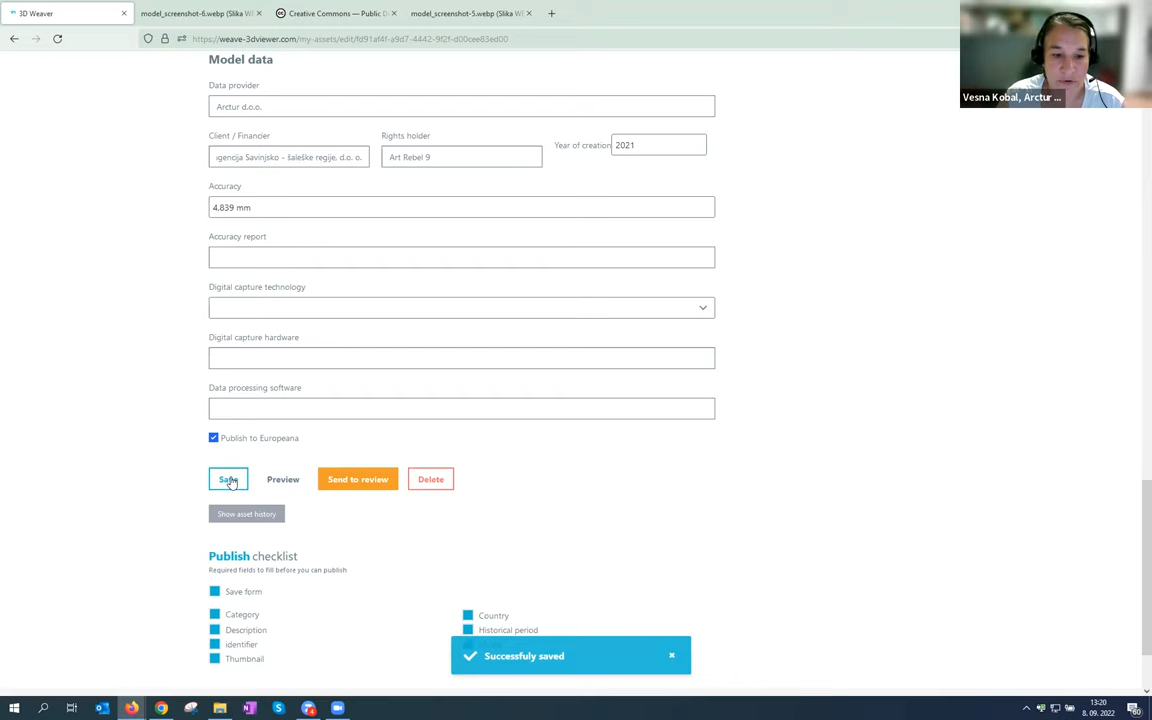 3D Weaver
model_screenshot-6.webp (Slika WE
Creative Commons — Public D
model_screenshot-5.webp (Slika WE
https://weave-3dviewer.com/my-assets/edit/fd91af4f-a9d7-4442-9f2f-d00cee83ed00
Vesna Kobal, Arctur ...
Model data
Data provider
Arctur d.o.o.
Client / Financier
Rights holder
Year of creation
2021
gencija Savinjsko - šaleške regije, d.o. o.
Art Rebel 9
Accuracy
4,839 mm
Accuracy report
Digital capture technology
Digital capture hardware
Data processing software
Publish to Europeana
Save
Preview
Send to review
Delete
Show asset history
Publish checklist
Required fields to fill before you can publish
Save form
Category
Country
Description
Historical period
identifier
Thumbnail
Successfuly saved
13:20
8. 09. 2022
60